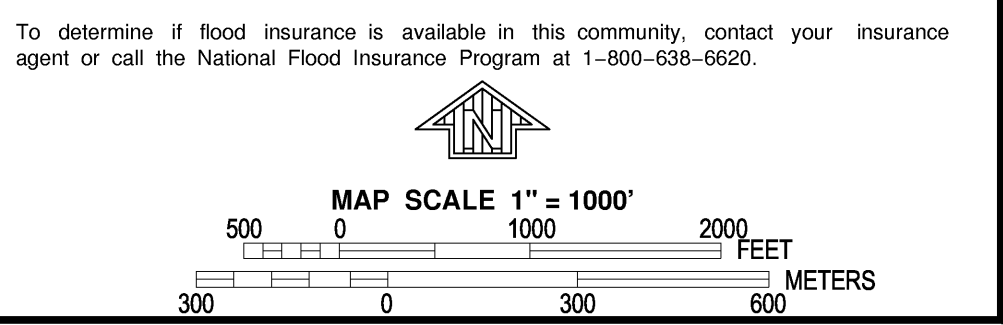 To determine if flood insurance is available in this community, contact your insurance
agent or call the National Flood Insurance Program at 1–800–638–6620.
N
MAP SCALE 1" = 1000'
500 0 1000 2000
FEET
METERS
300 0 300 600